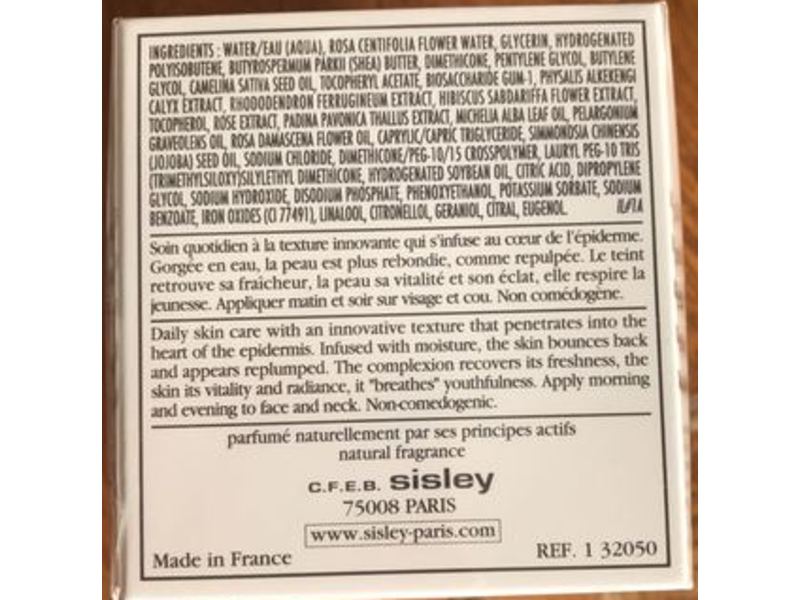 INGREDIENTS : WATER/EAU (AQUA), ROSA CENTIFOLIA FLOWER WATER, GLYCERIN, HYDROGENATED
POLYISOBUTENE, BUTYROSPERMUM PARKII (SHEA) BUTTER, DIMETHICONE, PENTYLENE GLYCOL, BUTYLENE
GLYCOL, CAMELINA SATIVA SEED OIL, TOCOPHERYL ACETATE, BIOSACCHARIDE GUM-1, PHYSALIS ALKEKENGI
CALYX EXTRACT, RHODODENDRON FERRUGINEUM EXTRACT, HIBISCUS SABDARIFFA FLOWER EXTRACT,
TOCOPHEROL, ROSE EXTRACT, PADINA PAVONICA THALLUS EXTRACT, MICHELIA ALBA LEAF OIL, PELARGONIUM
GRAVEOLENS OIL, ROSA DAMASCENA FLOWER OIL, CAPRYLIC/CAPRIC TRIGLYCERIDE, SIMMONDSIA CHINENSIS
(JOJOBA) SEED OIL, SODIUM CHLORIDE, DIMETHICONE/PEG-10/15 CROSSPOLYMER, LAURYL PEG-10 TRIS
(TRIMETHYLSILOXY)SILYLETHYL DIMETHICONE, HYDROGENATED SOYBEAN OIL, CITRIC ACID, DIPROPYLENE
GLYCOL, SODIUM HYDROXIDE, DISODIUM PHOSPHATE, PHENOXYETHANOL, POTASSIUM SORBATE, SODIUM
BENZOATE, IRON OXIDES (CI 77491), LINALOOL, CITRONELLOL, GERANIOL, CITRAL, EUGENOL. IL#1A
Soin quotidien à la texture innovante qui s'infuse au cœur de l'épiderme.
Gorgée en eau, la peau est plus rebondie, comme repulpée. Le teint
retrouve sa fraîcheur, la peau sa vitalité et son éclat, elle respire la
jeunesse. Appliquer matin et soir sur visage et cou. Non comédogène.
Daily skin care with an innovative texture that penetrates into the
heart of the epidermis. Infused with moisture, the skin bounces back
and appears replumped. The complexion recovers its freshness, the
skin its vitality and radiance, it "breathes" youthfulness. Apply morning
and evening to face and neck. Non-comedogenic.
parfumé naturellement par ses principes actifs
natural fragrance
C.F.E.B. sisley
75008 PARIS
www.sisley-paris.com
Made in France
REF. 1 32050